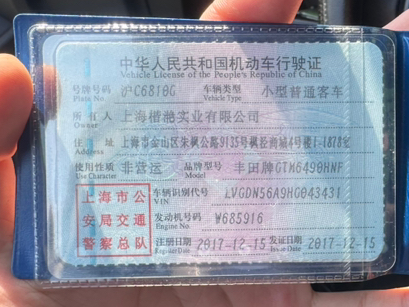 中华人民共和国机动车行驶证
Vehicle License of the People's Republic of China
号牌号码 沪C6810G 车辆类型 小型普通客车
Plate No. Vehicle Type
所有人 上海楷滟实业有限公司
Owner
住址 上海市金山区朱枫公路9135号枫泾商城4号楼1-1878室
Address
使用性质 非营运 品牌型号 丰田牌GTM6490HNF
Use Character Model
上海市公
安局交通
警察总队
车辆识别代号 LVGDN56A9HG043431
VIN
发动机号码 W685916
Engine No.
注册日期 2017-12-15 发证日期 2017-12-15
Register Date Issue Date